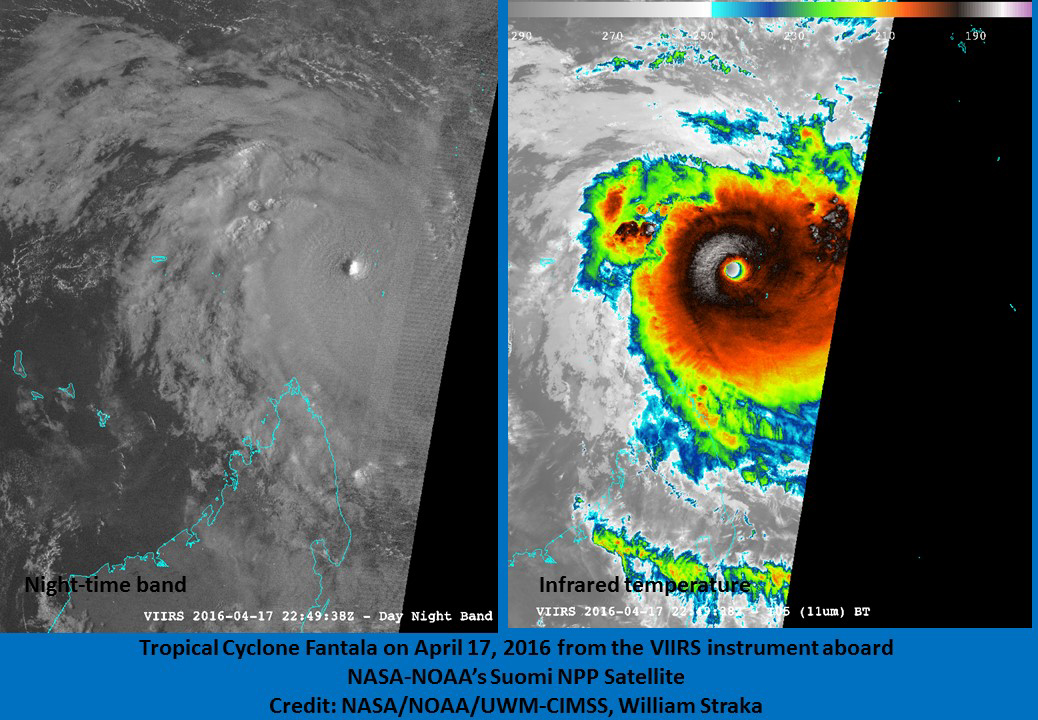 290 270 250 230 210 190
Night-time band
VIIRS 2016-04-17 22:49:38Z - Day Night Band
Infrared temperature
VIIRS 2016-04-17 (11um) BT
Tropical Cyclone Fantala on April 17, 2016 from the VIIRS instrument aboard
NASA-NOAA’s Suomi NPP Satellite
Credit: NASA/NOAA/UWM-CIMSS, William Straka